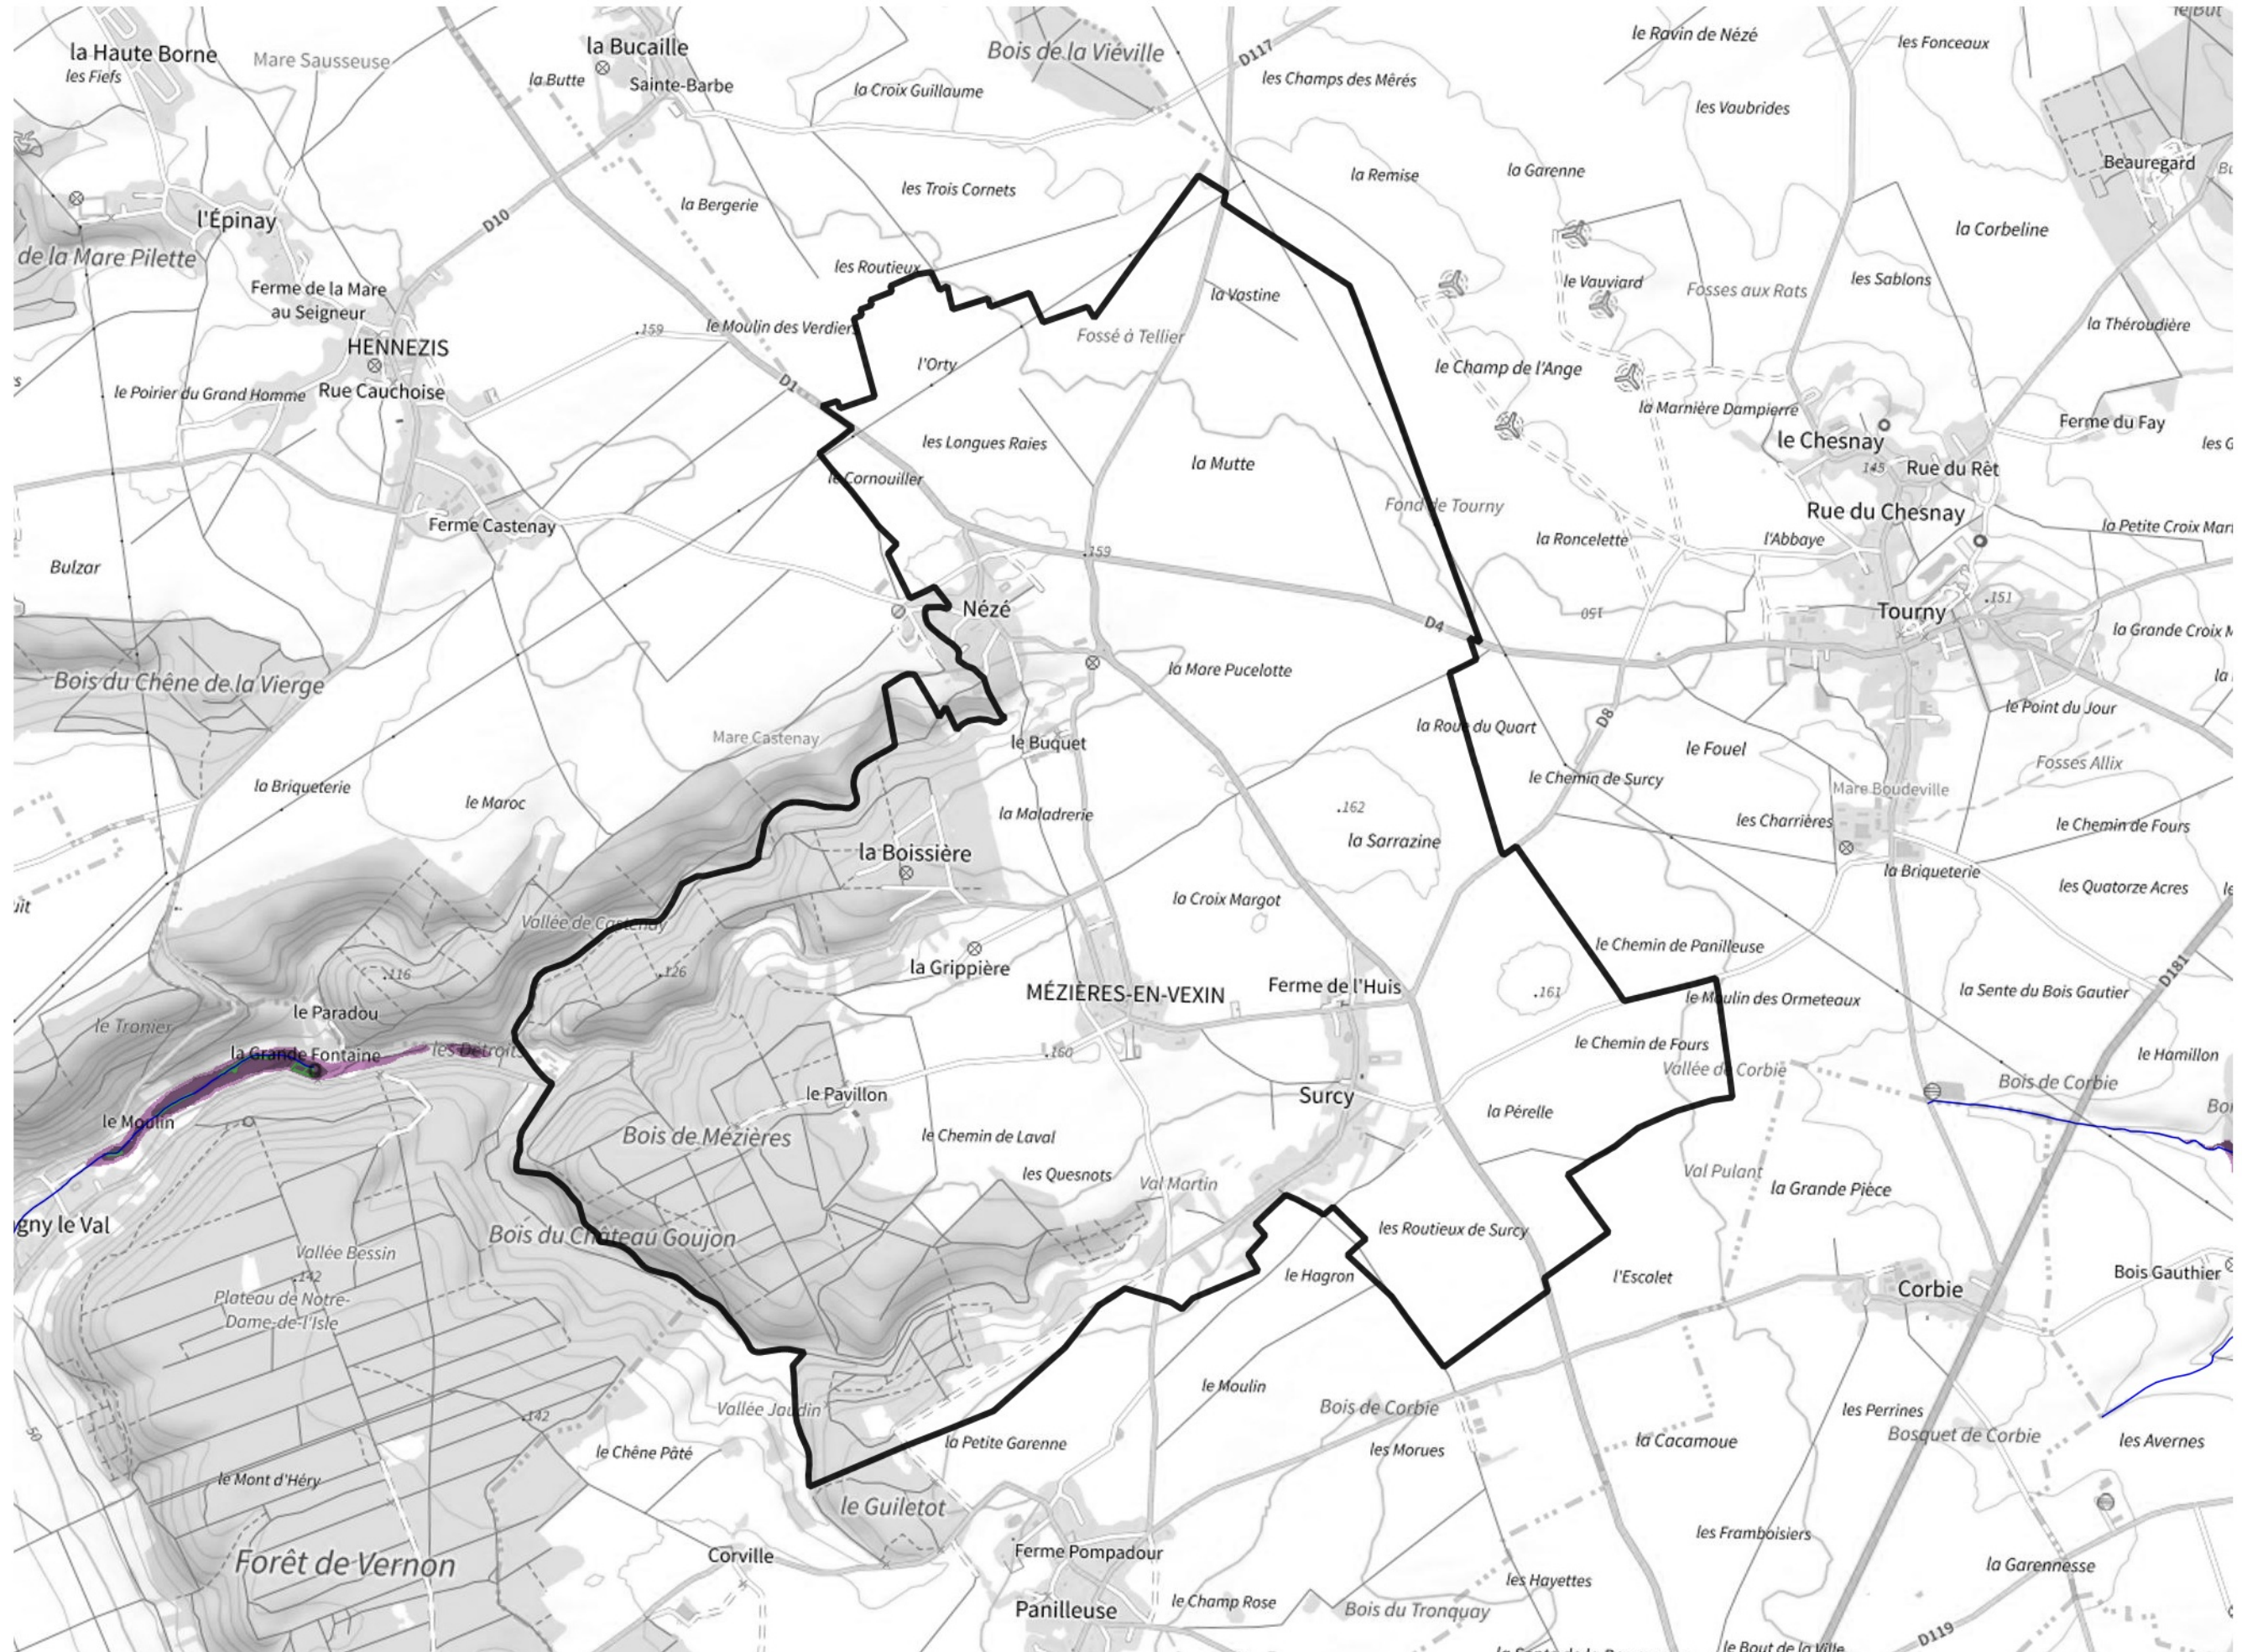 le But
la Haute Borne
les Fiefs
Mare Sausseuse
la Bucaille
la Butte
Sainte-Barbe
la Croix Guillaume
Bois de la Viéville
D117
les Champs des Mêrés
le Ravin de Nézé
les Fonceaux
les Vaubrides
Beauregard
l'Épinay
D10
de la Mare Pilette
la Bergerie
les Trois Cornets
la Remise
la Garenne
la Corbeline
Ferme de la Mare
au Seigneur
les Routieux
la Vastine
le Vauviard
Fosses aux Rats
les Sablons
HENNEZIS
.159
le Moulin des Verdiers
Fossé à Tellier
la Théroudière
le Poirier du Grand Homme
Rue Cauchoise
D1
l'Orty
le Champ de l'Ange
la Marnière Dampierre
le Chesnay
Ferme du Fay
les G
les Longues Raies
la Mutte
145
Rue du Rêt
le Cornouiller
Fond de Tourny
Rue du Chesnay
Ferme Castenay
la Roncelette
l'Abbaye
la Petite Croix Mar
Bulzar
.159
Nézé
D4
150
Tourny
.151
la Grande Croix M
Bois du Chêne de la Vierge
la Mare Pucelotte
la
le Point du Jour
Mare Castenay
le Buquet
la Roue du Quart
D8
le Fouel
Fosses Allix
la Briqueterie
le Maroc
la Maladrerie
le Chemin de Surcy
Mare Boudeville
.162
la Sarrazine
les Charrières
le Chemin de Fours
la Boissière
la Briqueterie
les Quatorze Acres
uit
Vallée de Castenay
la Croix Margot
le Chemin de Panilleuse
.116
.126
la Grippière
MÉZIÈRES-EN-VEXIN
Ferme de l'Huis
.161
le Moulin des Ormeteaux
la Sente du Bois Gautier
D181
le Tronier
le Paradou
la Grande Fontaine
les Détroits
.160
le Chemin de Fours
Vallée de Corbie
le Hamillon
Bois de Corbie
le Moulin
le Pavillon
Surcy
la Pérelle
Bois de Mézières
le Chemin de Laval
les Quesnots
Val Martin
Val Pulant
la Grande Pièce
gny le Val
Vallée Bessin
Bois du Château Goujon
les Routieux de Surcy
.142
Plateau de Notre-
Dame-de-l'Isle
le Hagron
l'Escalet
Corbie
Bois Gauthier
le Moulin
Vallée Jaudin
.142
Bois de Corbie
les Perrines
50
le Chêne Pâté
la Petite Garenne
les Morues
la Cacamoue
Bosquet de Corbie
les Avernes
le Mont d'Héry
le Guiletot
les Framboisiers
Forêt de Vernon
Corville
Ferme Pompadour
la Garennesse
les Hayettes
Panilleuse
le Champ Rose
Bois du Tronquay
D119
le Bout de la Ville